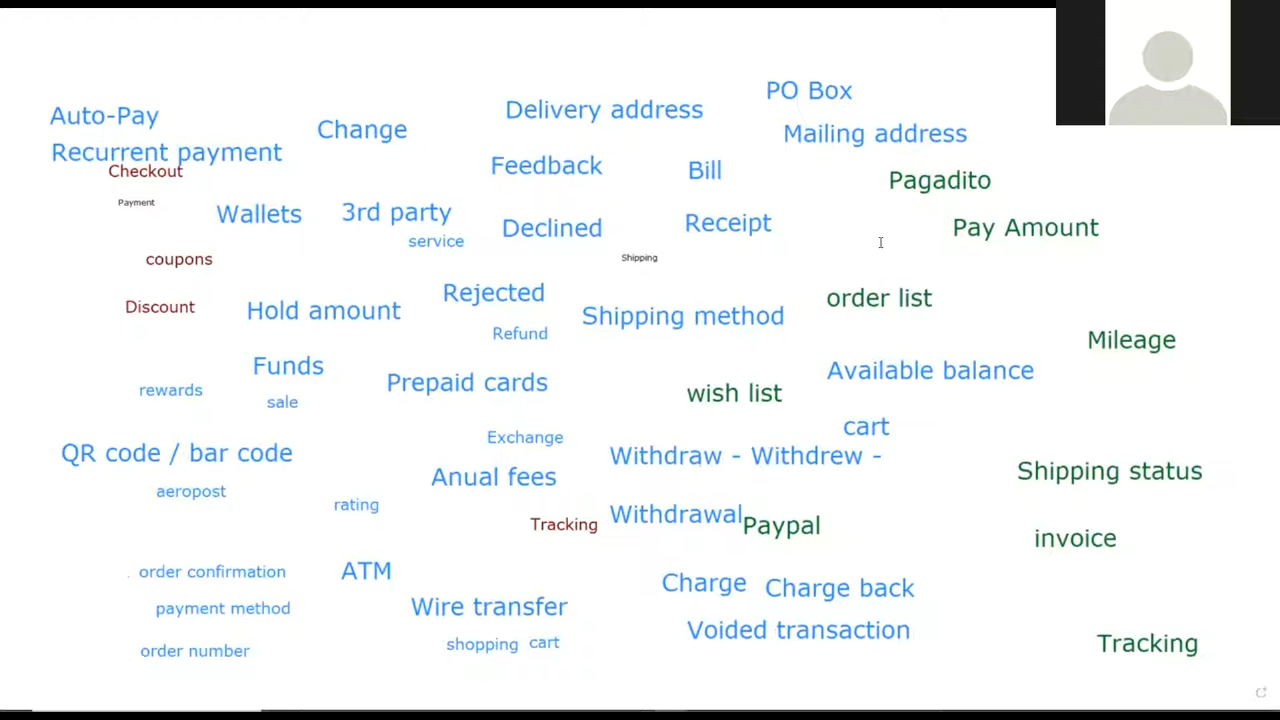 PO Box
Auto-Pay
Delivery address
Change
Mailing address
Recurrent payment
Checkout
Feedback
Bill
Pagadito
Payment
Wallets
3rd party
service
Declined
Receipt
Pay Amount
coupons
Shipping
Discount
Hold amount
Rejected
Refund
Shipping method
order list
Mileage
Funds
Prepaid cards
Available balance
rewards
sale
wish list
cart
QR code / bar code
Exchange
Withdraw - Withdrew -
Anual fees
Shipping status
aeropost
rating
Tracking
Withdrawal
Paypal
invoice
order confirmation
ATM
Charge
Charge back
payment method
Wire transfer
Voided transaction
order number
shopping cart
Tracking